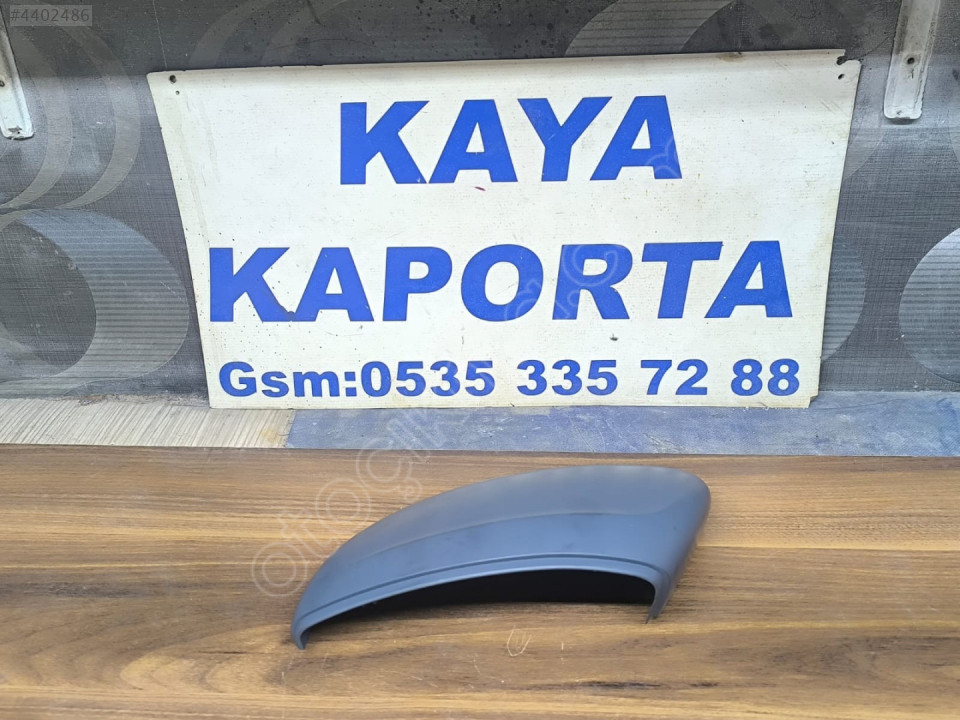 #4402486
KAYA
KAPORTA
Gsm:0535 335 72 88